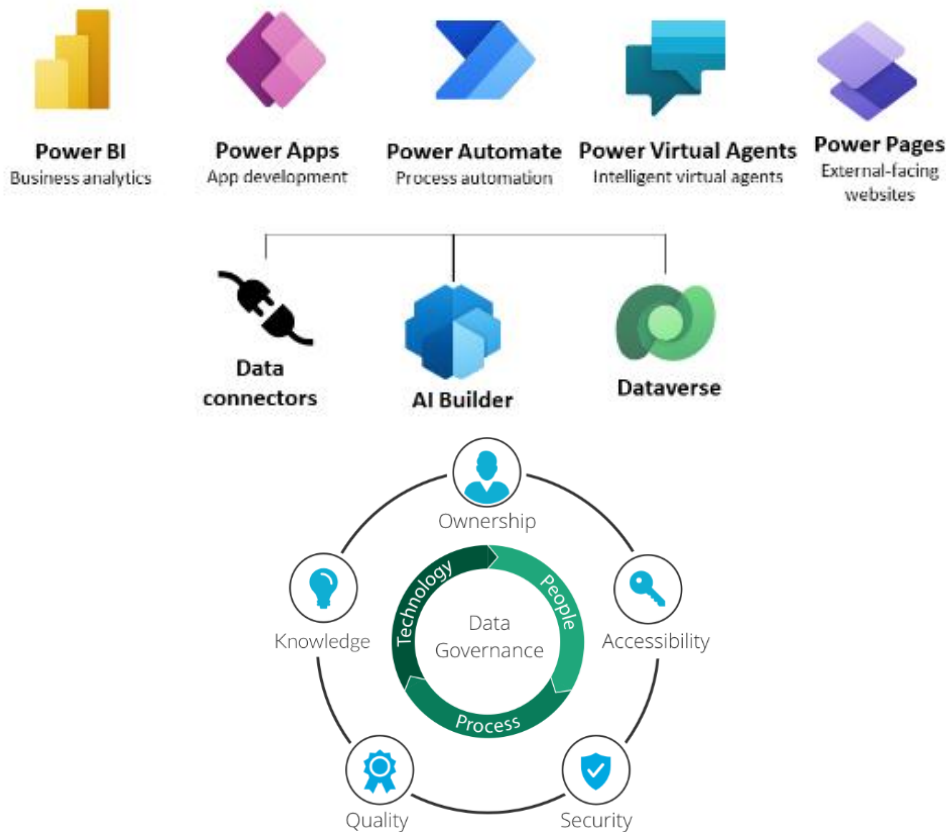 Power BI
Business analytics
Power Apps
App development
Power Automate
Process automation
Power Virtual Agents
Intelligent virtual agents
Power Pages
External-facing
websites
Data
connectors
AI Builder
Dataverse
Ownership
Technology
People
Data
Governance
Process
Knowledge
Accessibility
Quality
Security